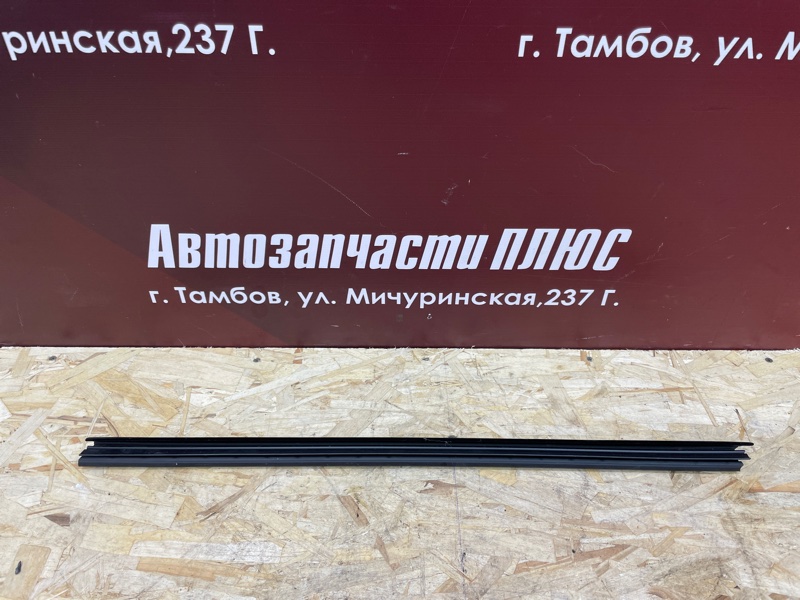 ринская,237 Г.
г. Тамбов, ул. М
Автозапчасти ПЛЮС
г. Тамбов, ул. Мичуринская,237 Г.